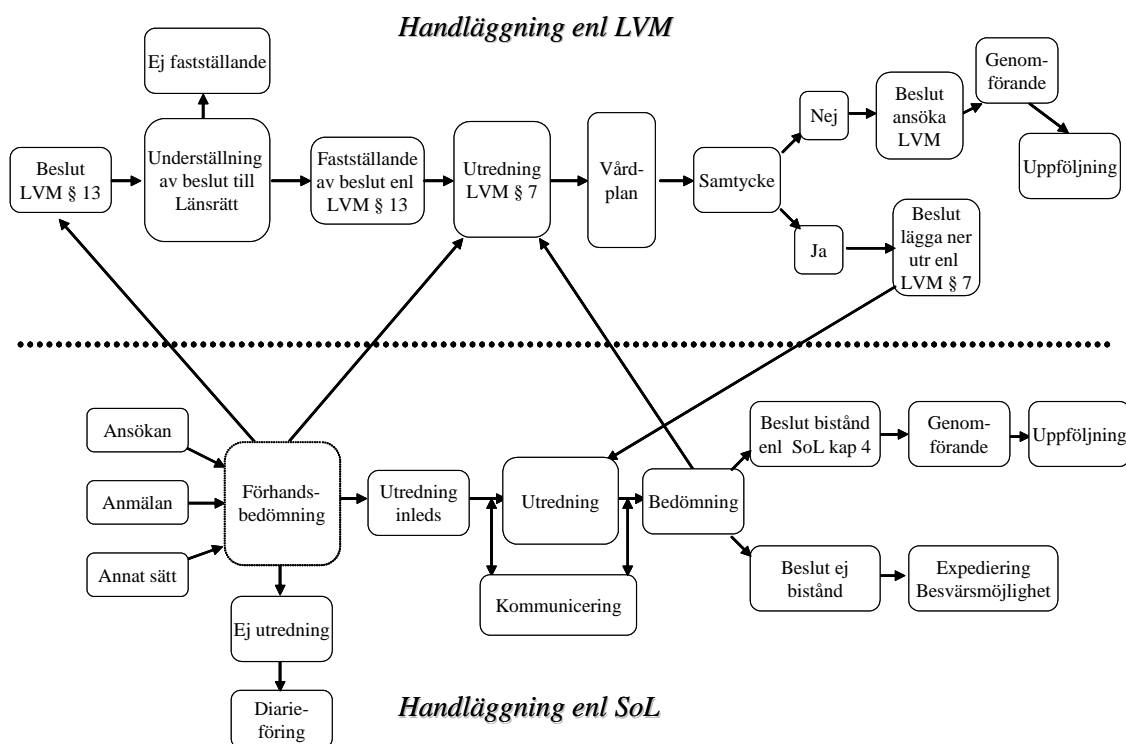 Handläggning enl LVM
Ej fastställande
Beslut
LVM § 13
Underställning
av beslut till
Länsrätt
Fastställande
av beslut enl
LVM § 13
Utredning
LVM § 7
Vård-
plan
Samtycke
Nej
Beslut
ansöka
LVM
Genom-
förande
Uppföljning
Ja
Beslut
lägga ner
utr enl
LVM § 7
Ansökan
Anmälan
Annat sätt
Förhands-
bedömning
Utredning
inleds
Utredning
Bedömning
Kommunicering
Beslut bistånd
enl SoL kap 4
Genom-
förande
Uppföljning
Beslut ej
bistånd
Expediering
Besvärsmöjlighet
Ej utredning
Diarie-
föring
Handläggning enl SoL